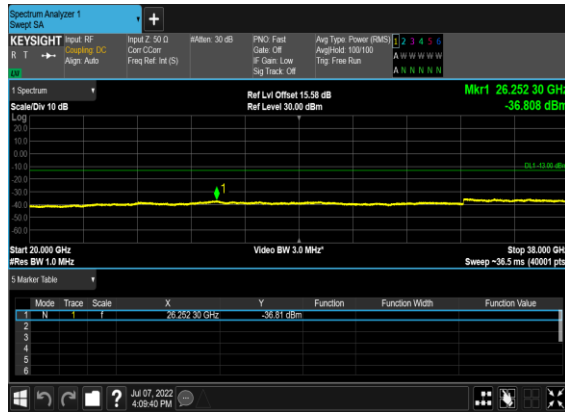 Spectrum Analyzer 1
Swept SA
+
KEYSIGHT Input: RF Input Z: 50 Ω #Atten: 30 dB PNO: Fast Avg Type: Power (RMS) 1 2 3 4 5 6
R T Coupling: DC Corr CCorr Gate: Off Avg|Hold: 100/100 A W W W W W
Align: Auto Freq Ref: Int (S) IF Gain: Low Trig: Free Run
LW Sig Track: Off A N N N N N
1 Spectrum Ref Lvl Offset 15.58 dB Mkr1 26.252 30 GHz
Scale/Div 10 dB Ref Level 30.00 dBm -36.808 dBm
Log
20.0
10.0
0.00
-10.0 DL1 -13.00 dBm
-20.0
-30.0 1
-40.0
-50.0
-60.0
Start 20.000 GHz Video BW 3.0 MHz* Stop 38.000 GHz
#Res BW 1.0 MHz Sweep ~36.5 ms (40001 pts)
5 Marker Table
Mode Trace Scale X Y Function Function Width Function Value
1 N 1 f 26.252 30 GHz -36.81 dBm
2
3
4
5
6
? Jul 07, 2022
4:09:40 PM